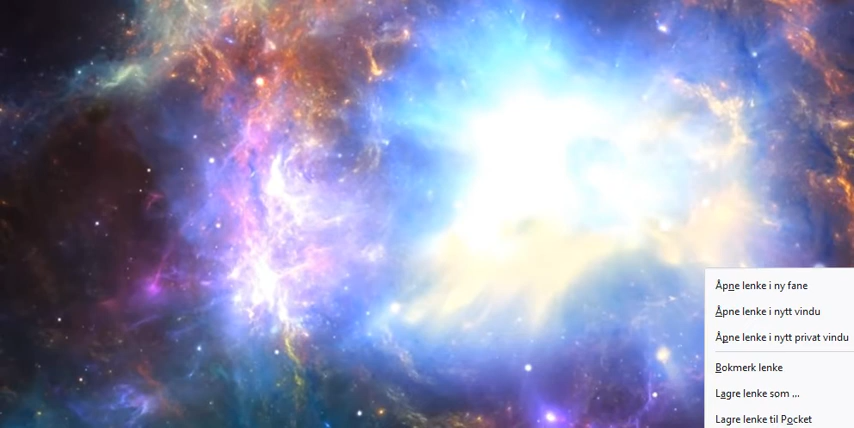 Åpne lenke i ny fane
Åpne lenke i nytt vindu
Åpne lenke i nytt privat vindu
Bokmerk lenke
Lagre lenke som ...
Lagre lenke til Pocket